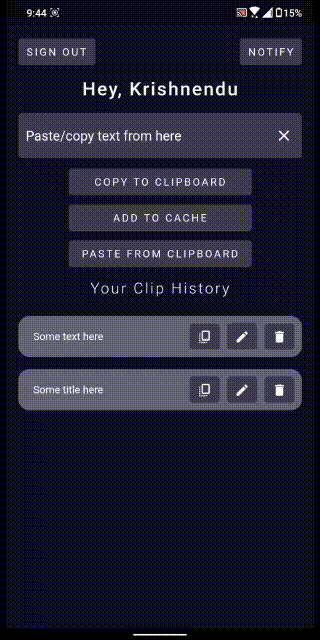 9:44 15%
SIGN OUT NOTIFY
Hey, Krishnendu
Paste/copy text from here
COPY TO CLIPBOARD
ADD TO CACHE
PASTE FROM CLIPBOARD
Your Clip History
Some text here
Some title here